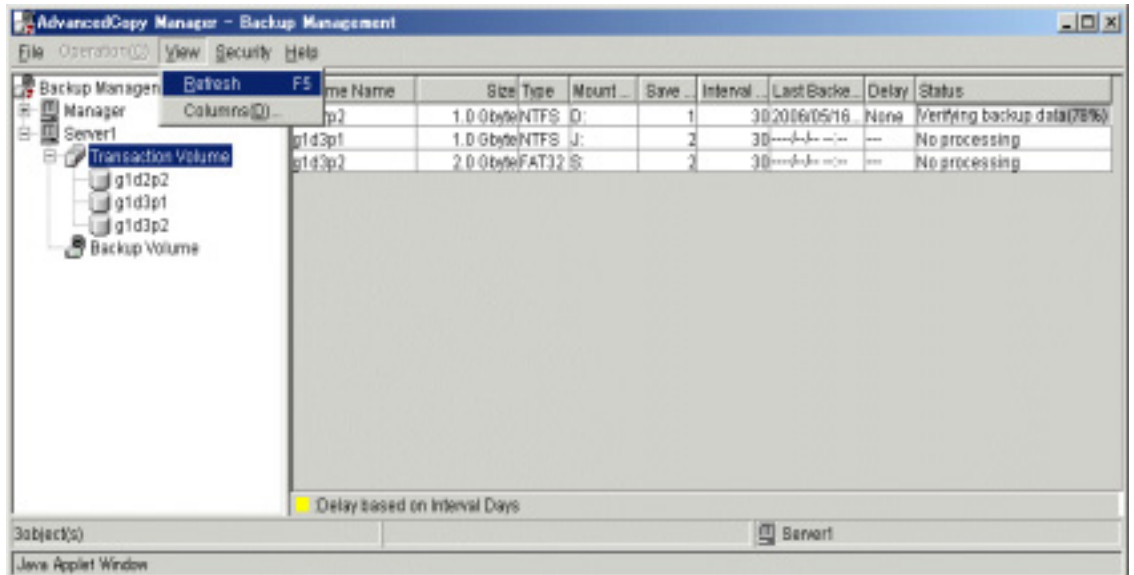 AdvancedCopy Manager - Backup Management
File Operation(O) View Security Help
Refresh F5
Columns(D)...
Backup Managem
Manager
Server1
Transaction Volume
g1d2p2
g1d3p1
g1d3p2
Backup Volume
me Name Size Type Mount ... Save ... Interval ... Last Backe... Delay Status
p2 1.0 Gbyte NTFS D: 1 30 2006/05/16... None Verifying backup data(78%)
g1d3p1 1.0 Gbyte NTFS J: 2 30 ----/--/-- --:-- --- No processing
g1d3p2 2.0 Gbyte FAT32 S: 2 30 ----/--/-- --:-- --- No processing
:Delay based on Interval Days
3object(s) Server1
Java Applet Window